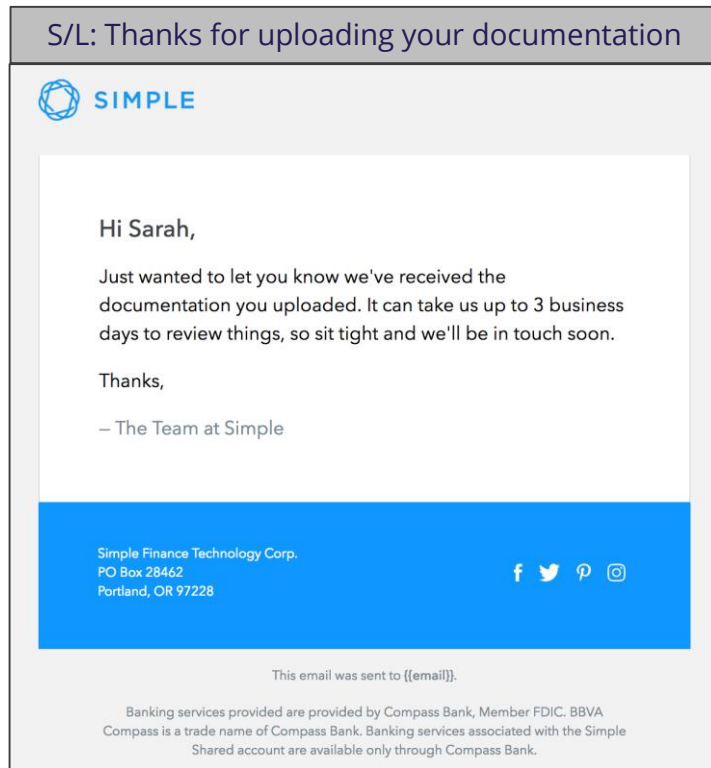 S/L: Thanks for uploading your documentation
SIMPLE
Hi Sarah,
Just wanted to let you know we've received the
documentation you uploaded. It can take us up to 3 business
days to review things, so sit tight and we'll be in touch soon.
Thanks,
– The Team at Simple
Simple Finance Technology Corp.
PO Box 28462
Portland, OR 97228
This email was sent to {{email}}.
Banking services provided are provided by Compass Bank, Member FDIC. BBVA
Compass is a trade name of Compass Bank. Banking services associated with the Simple
Shared account are available only through Compass Bank.